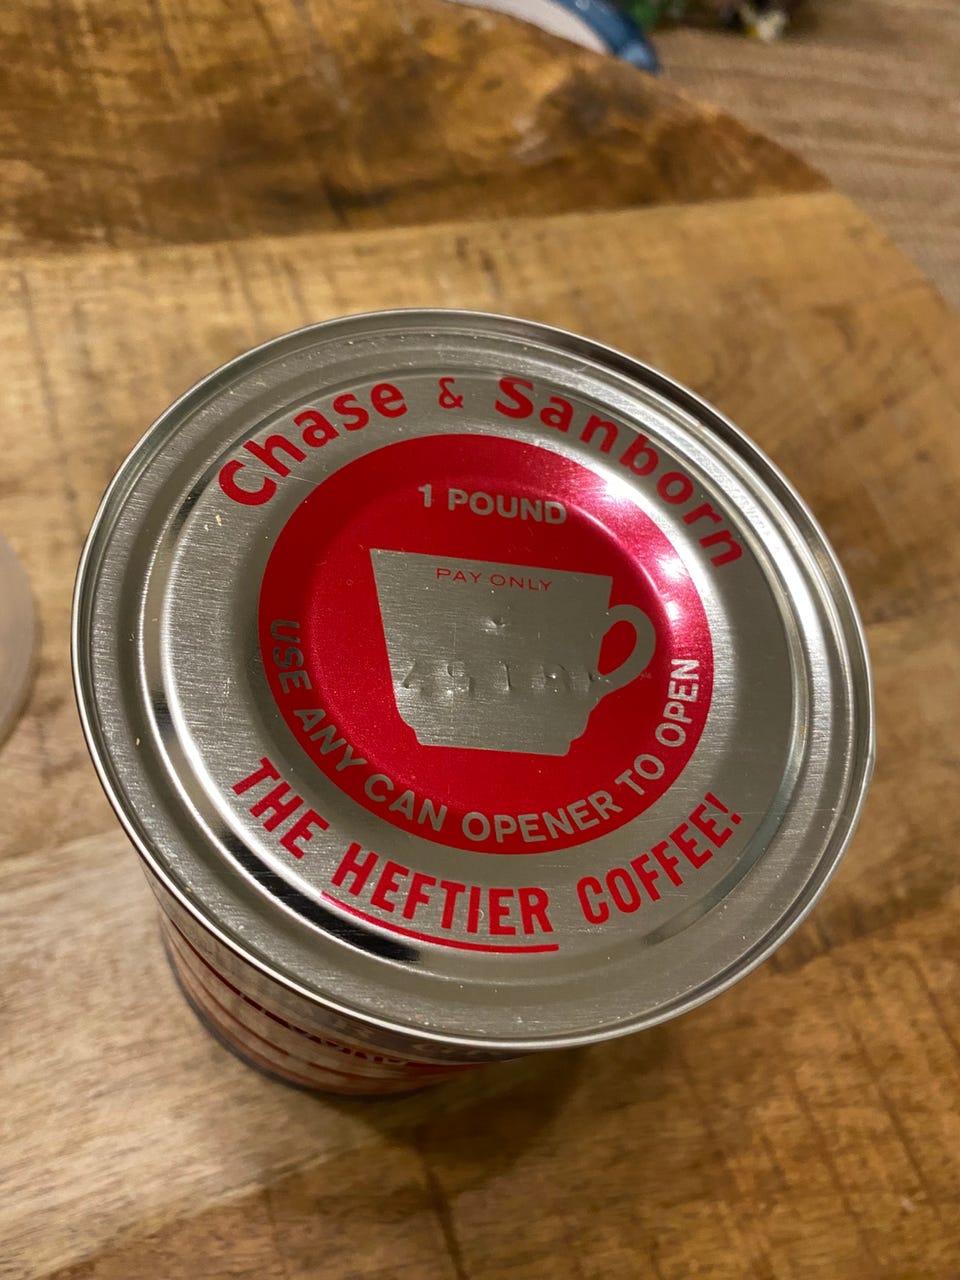 Chase & Sanborn
1 POUND
PAY ONLY
USE ANY CAN OPENER TO OPEN
THE HEFTIER COFFEE!